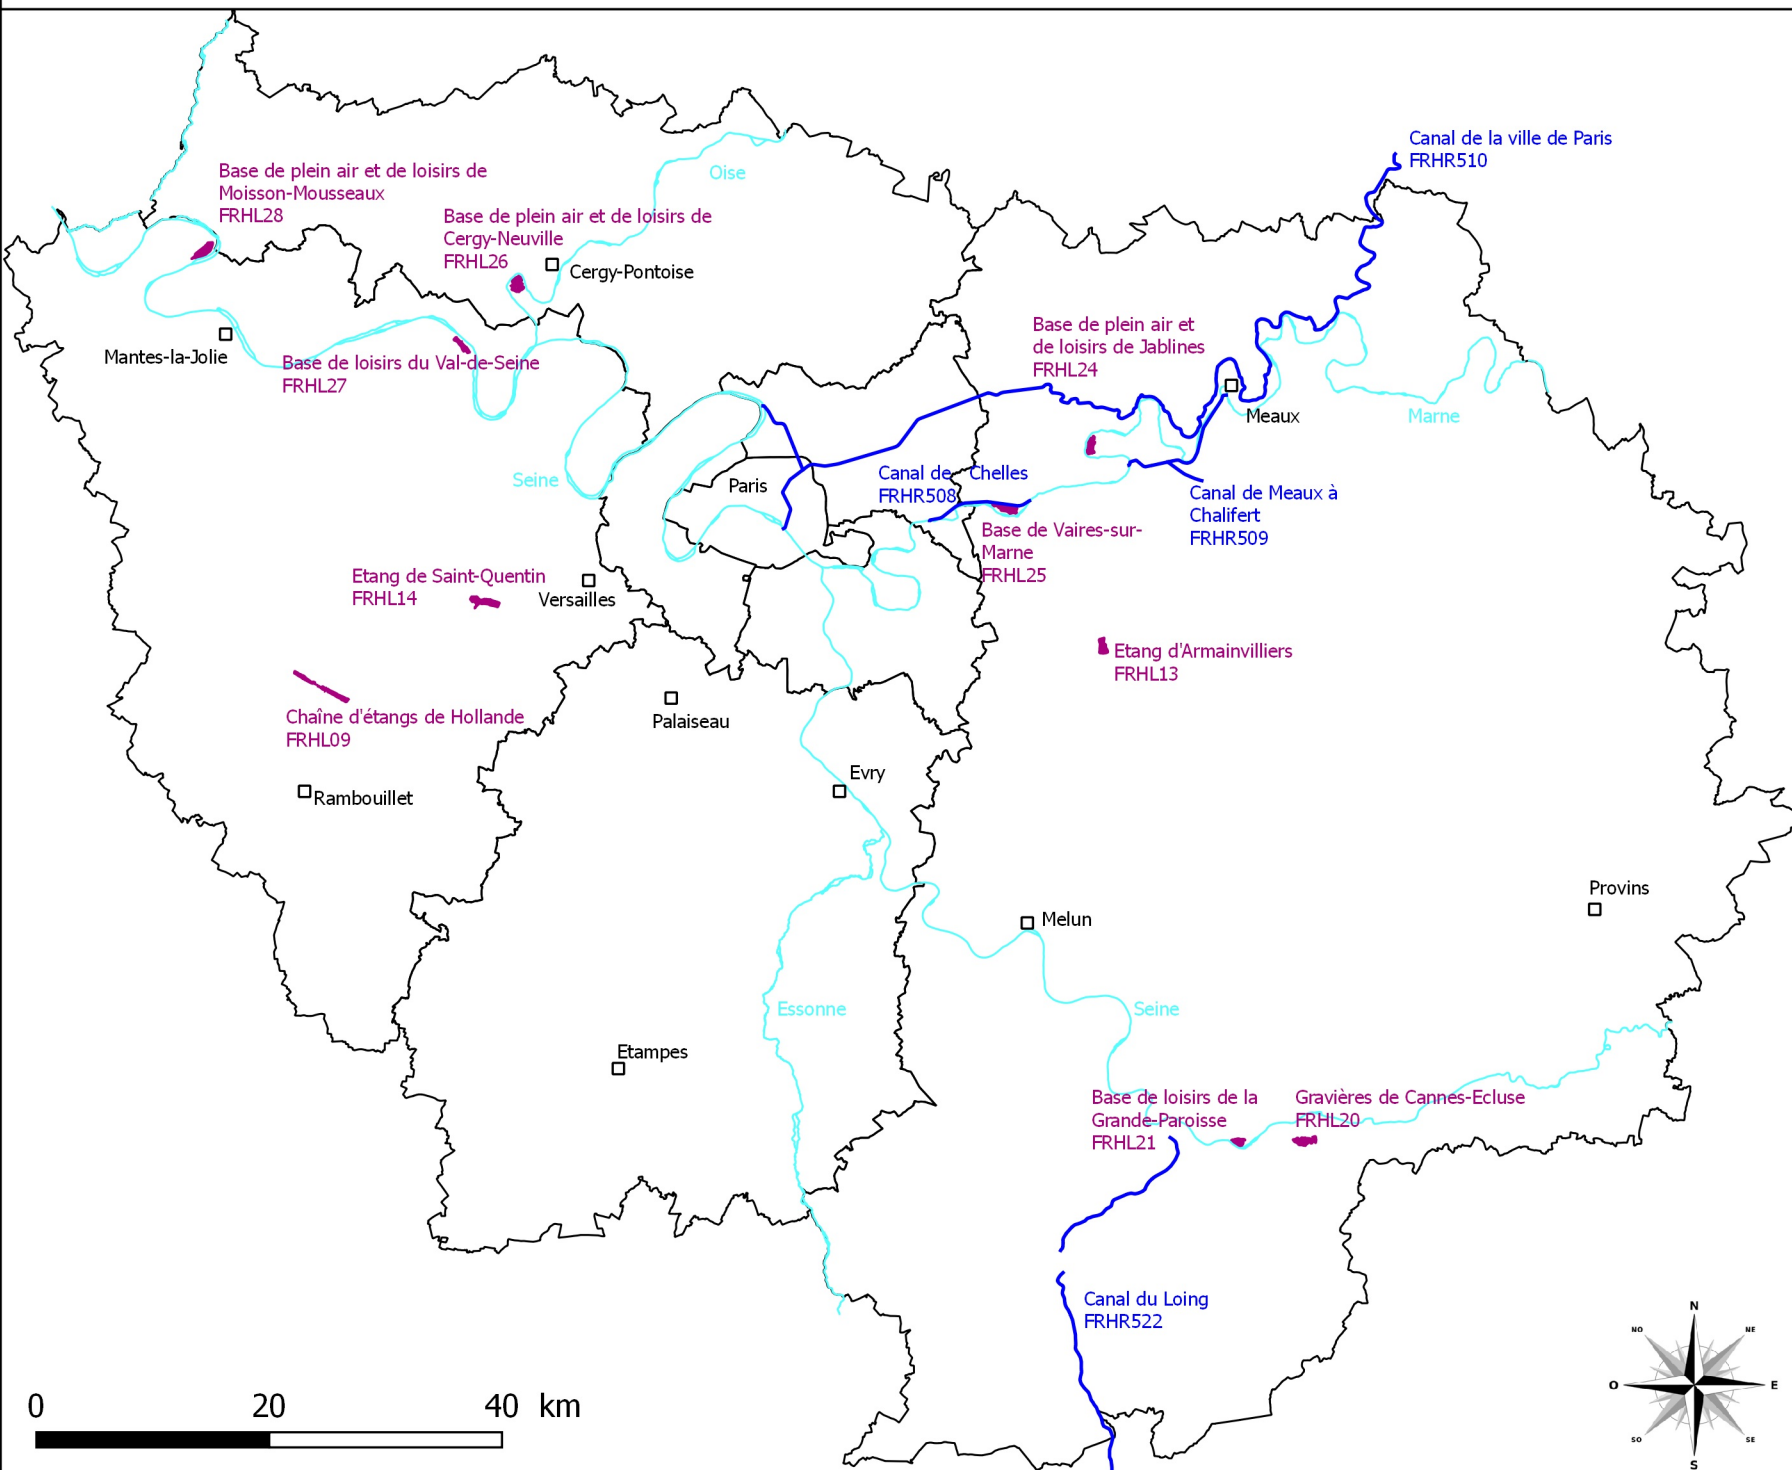 Canal de la ville de Paris
FRHR510
Oise
Base de plein air et de loisirs de
Moisson-Mousseaux
FRHL28
Base de plein air et de loisirs de
Cergy-Neuville
FRHL26
Cergy-Pontoise
Mantes-la-Jolie
Base de loisirs du Val-de-Seine
FRHL27
Base de plein air et
de loisirs de Jablines
FRHL24
Meaux
Marne
Seine
Paris
Canal de Chelles
FRHR508
Canal de Meaux à
Chalifert
FRHR509
Base de Vaires-sur-
Marne
FRHL25
Etang de Saint-Quentin
FRHL14
Versailles
Etang d'Armainvilliers
FRHL13
Chaîne d'étangs de Hollande
FRHL09
Palaiseau
Rambouillet
Evry
Provins
Melun
Essonne
Seine
Etampes
Base de loisirs de la
Grande-Paroisse
FRHL21
Gravières de Cannes-Ecluse
FRHL20
Canal du Loing
FRHR522
0 20 40 km
N
NO NE
O E
SO SE
S